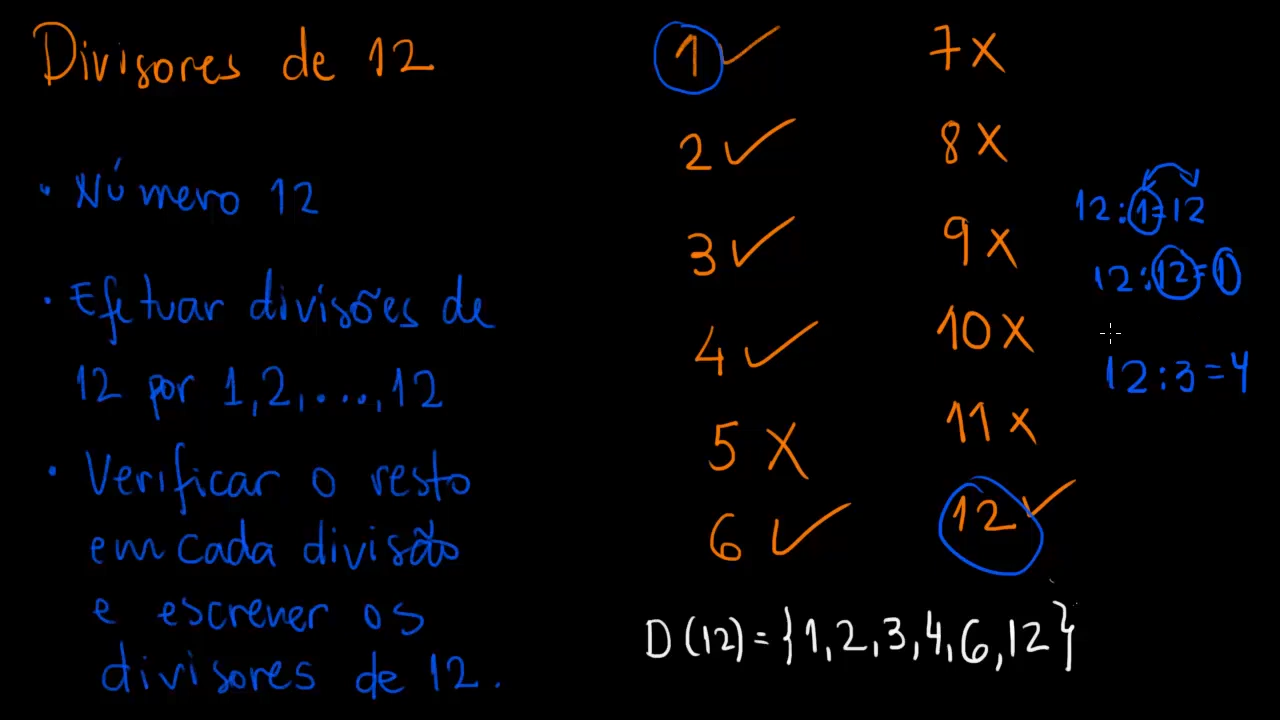 Divisores de 12
• Número 12
• Efetuar divisões de
12 por 1,2,...,12
• Verificar o resto
em cada divisão
e escrever os
divisores de 12.
1 ✓
2 ✓
3 ✓
4 ✓
5 X
6 ✓
7 X
8 X
9 X
10 X
11 X
12 ✓
12:1=12
12:12=1
12:3=4
D(12)={1,2,3,4,6,12}